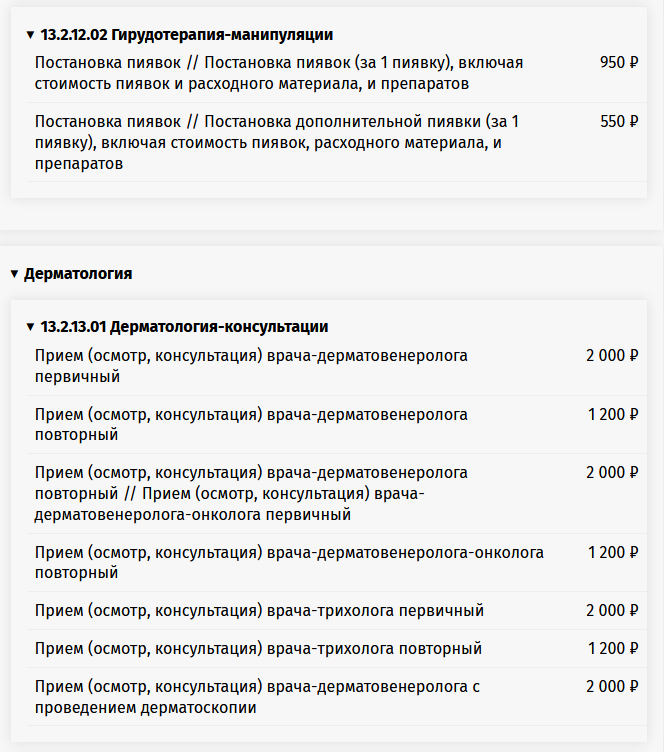 ▼ 13.2.12.02 Гирудотерапия-манипуляции
Постановка пиявок // Постановка пиявок (за 1 пиявку), включая 950 ₽
стоимость пиявок и расходного материала, и препаратов
Постановка пиявок // Постановка дополнительной пиявки (за 1 550 ₽
пиявку), включая стоимость пиявок, расходного материала, и
препаратов
▼ Дерматология
▼ 13.2.13.01 Дерматология-консультации
Прием (осмотр, консультация) врача-дерматовенеролога 2 000 ₽
первичный
Прием (осмотр, консультация) врача-дерматовенеролога 1 200 ₽
повторный
Прием (осмотр, консультация) врача-дерматовенеролога 2 000 ₽
повторный // Прием (осмотр, консультация) врача-
дерматовенеролога-онколога первичный
Прием (осмотр, консультация) врача-дерматовенеролога-онколога 1 200 ₽
повторный
Прием (осмотр, консультация) врача-трихолога первичный 2 000 ₽
Прием (осмотр, консультация) врача-трихолога повторный 1 200 ₽
Прием (осмотр, консультация) врача-дерматовенеролога с 2 000 ₽
проведением дерматоскопии